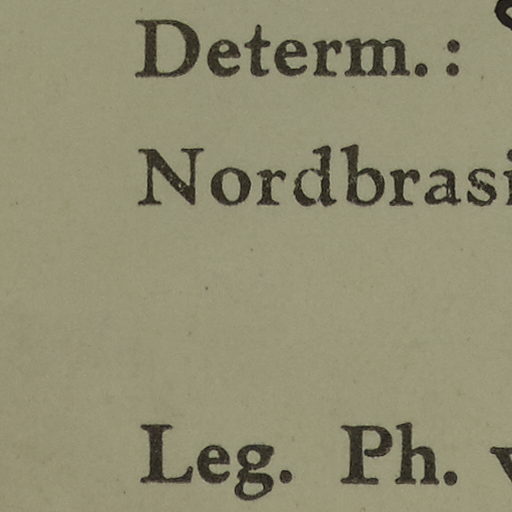 Determ.:
Nordbrasi
Leg. Ph. v